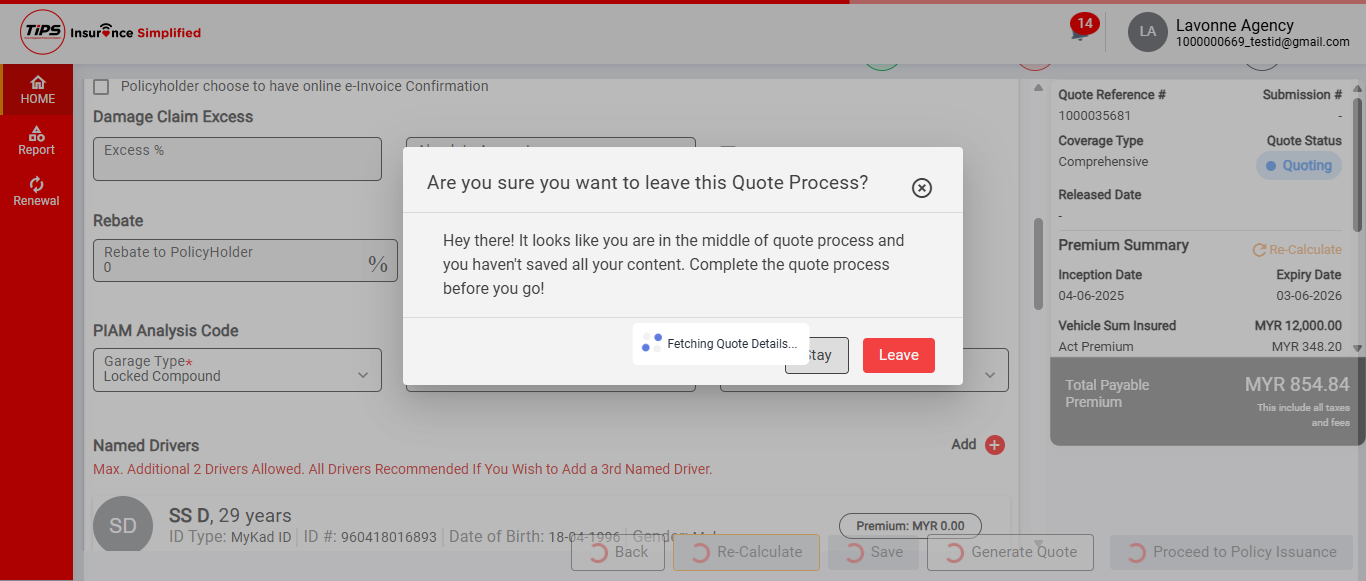 TiPS
Insurance Simplified
14
LA
Lavonne Agency
1000000669_testid@gmail.com
HOME
Report
Renewal
Policyholder choose to have online e-Invoice Confirmation
Damage Claim Excess
Excess %
Rebate
Rebate to PolicyHolder
0
%
PIAM Analysis Code
Garage Type*
Locked Compound
Named Drivers
Add
Max. Additional 2 Drivers Allowed. All Drivers Recommended If You Wish to Add a 3rd Named Driver.
SD
SS D, 29 years
ID Type: MyKad ID | ID #: 960418016893 | Date of Birth: 18-04-1996 | Gender:
Premium: MYR 0.00
Are you sure you want to leave this Quote Process?
Hey there! It looks like you are in the middle of quote process and
you haven't saved all your content. Complete the quote process
before you go!
Fetching Quote Details...
Stay
Leave
Quote Reference #
Submission #
1000035681
-
Coverage Type
Quote Status
Comprehensive
Quoting
Released Date
-
Premium Summary
Re-Calculate
Inception Date
Expiry Date
04-06-2025
03-06-2026
Vehicle Sum Insured
MYR 12,000.00
Act Premium
MYR 348.20
Total Payable
Premium
MYR 854.84
This include all taxes
and fees
Back
Re-Calculate
Save
Generate Quote
Proceed to Policy Issuance